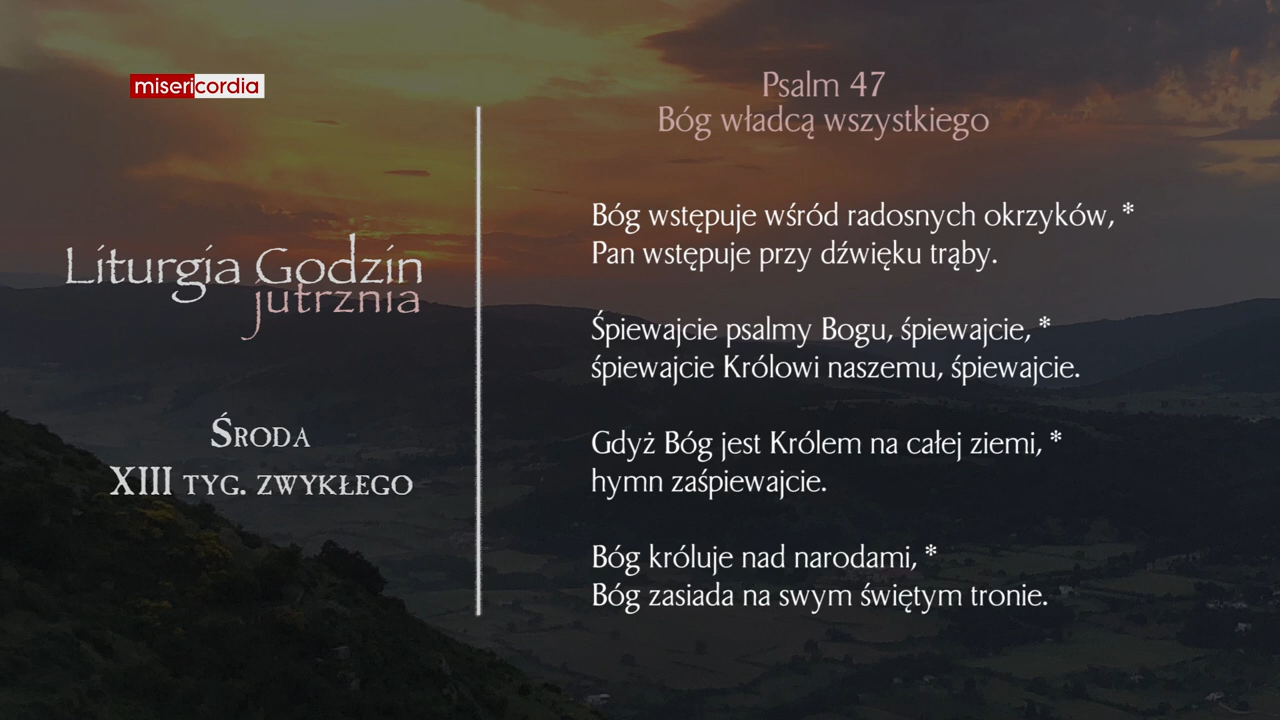 misericordia
Liturgia Godzin
jutrznia
Środa
XIII tyg. zwykłego
Psalm 47
Bóg władcą wszystkiego
Bóg wstępuje wśród radosnych okrzyków, *
Pan wstępuje przy dźwięku trąby.
Śpiewajcie psalmy Bogu, śpiewajcie, *
śpiewajcie Królowi naszemu, śpiewajcie.
Gdyż Bóg jest Królem na całej ziemi, *
hymn zaśpiewajcie.
Bóg króluje nad narodami, *
Bóg zasiada na swym świętym tronie.